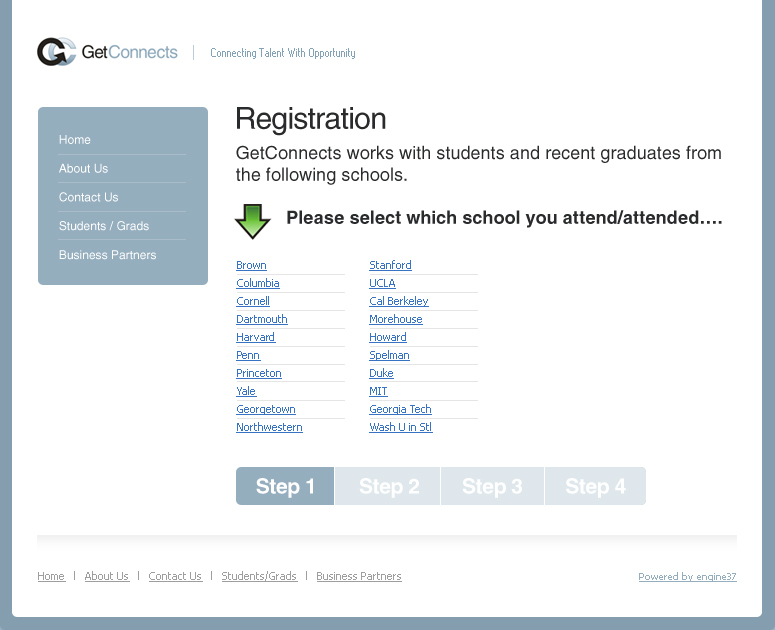 GetConnects
Connecting Talent With Opportunity
Home
About Us
Contact Us
Students / Grads
Business Partners
Registration
GetConnects works with students and recent graduates from
the following schools.
Please select which school you attend/attended....
Brown
Columbia
Cornell
Dartmouth
Harvard
Penn
Princeton
Yale
Georgetown
Northwestern
Stanford
UCLA
Cal Berkeley
Morehouse
Howard
Spelman
Duke
MIT
Georgia Tech
Wash U in Stl
Step 1 Step 2 Step 3 Step 4
Home | About Us | Contact Us | Students/Grads | Business Partners
Powered by engine37